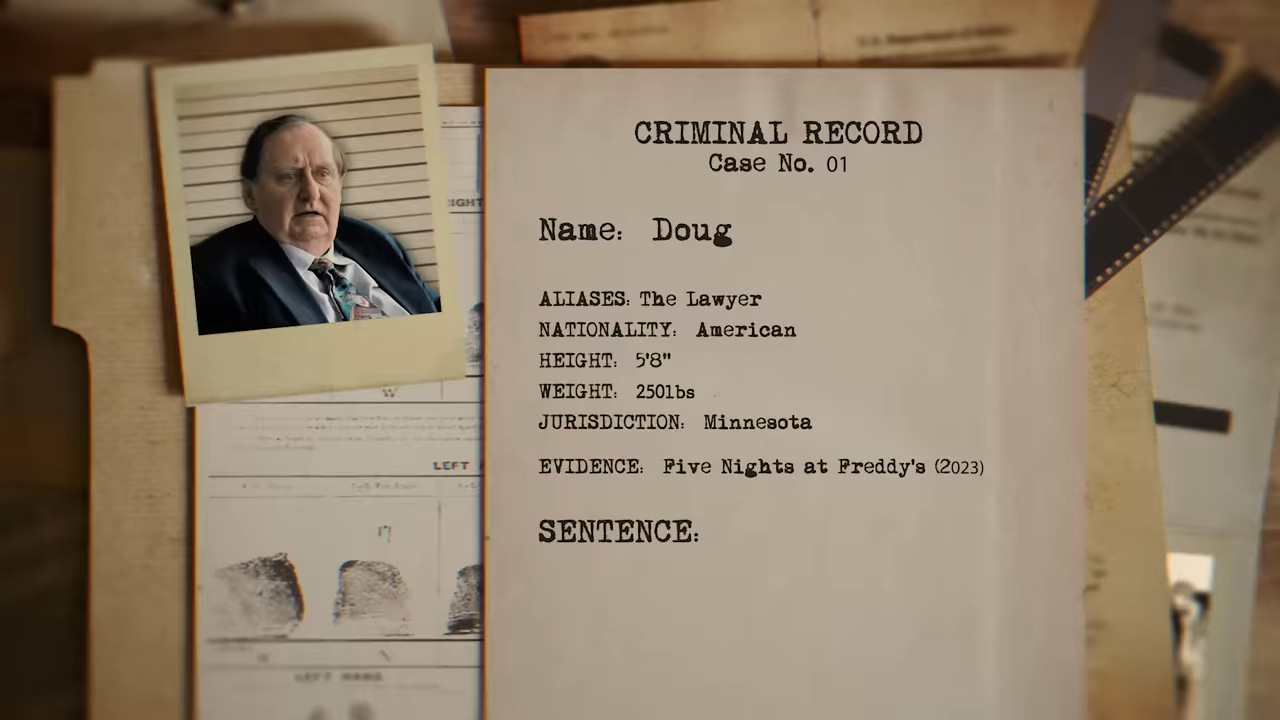 CRIMINAL RECORD
Case No. 01
Name: Doug
ALIASES: The Lawyer
NATIONALITY: American
HEIGHT: 5'8"
WEIGHT: 250lbs
JURISDICTION: Minnesota
EVIDENCE: Five Nights at Freddy's (2023)
SENTENCE:
W
LEFT
LEFT HAND